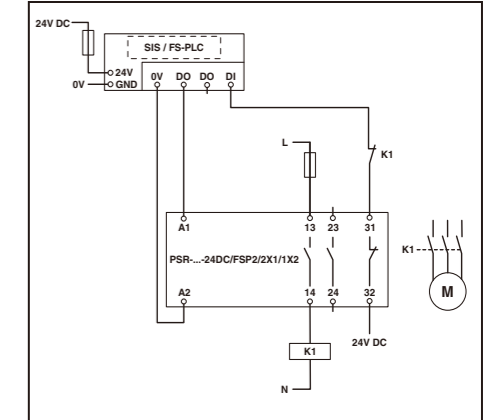 24V DC
SIS / FS-PLC
24V
0V DO DO DI
0V
GND
L
K1
A1 13 23 31
PSR-...-24DC/FSP2/2X1/1X2
K1
M
A2 14 24 32
24V DC
K1
N